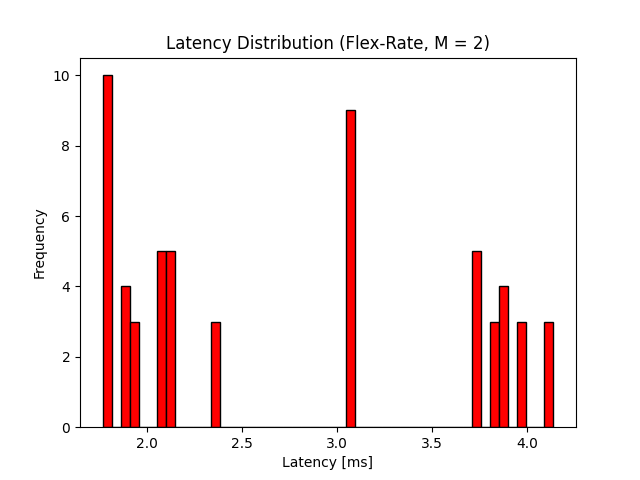 Latency Distribution (Flex-Rate, M = 2)
10
8
6
4
2
0
Frequency
2.0 2.5 3.0 3.5 4.0
Latency [ms]